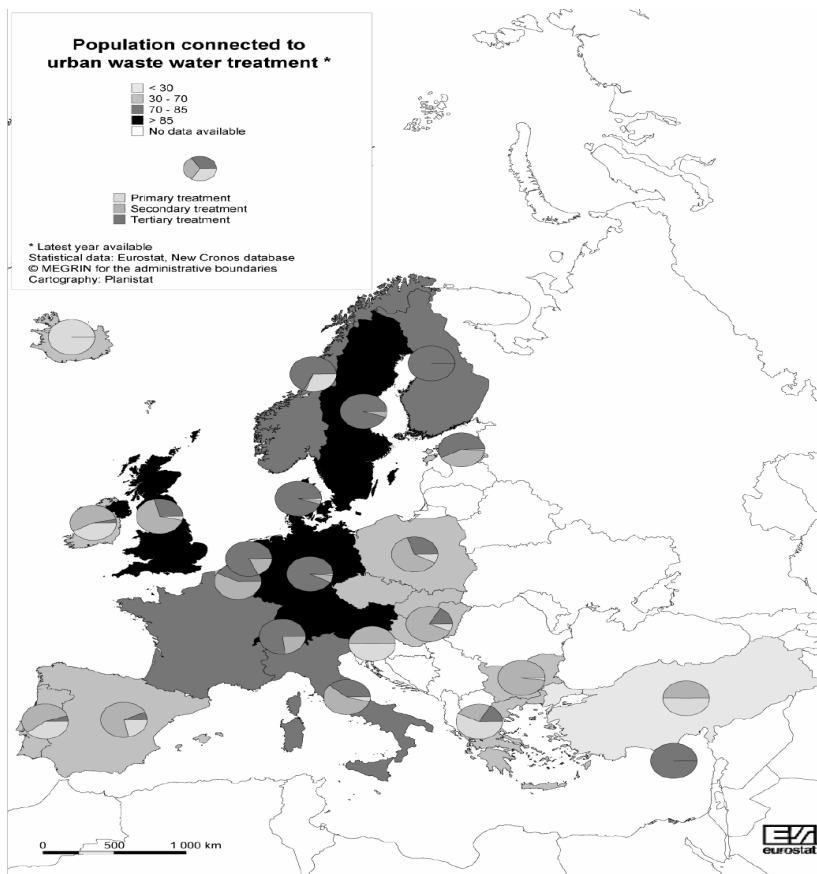 Population connected to
urban waste water treatment *
< 30
30 - 70
70 - 85
> 85
No data available
Primary treatment
Secondary treatment
Tertiary treatment
* Latest year available
Statistical data: Eurostat, New Cronos database
© MEGRIN for the administrative boundaries
Cartography: Planistat
0 500 1 000 km
eurostat